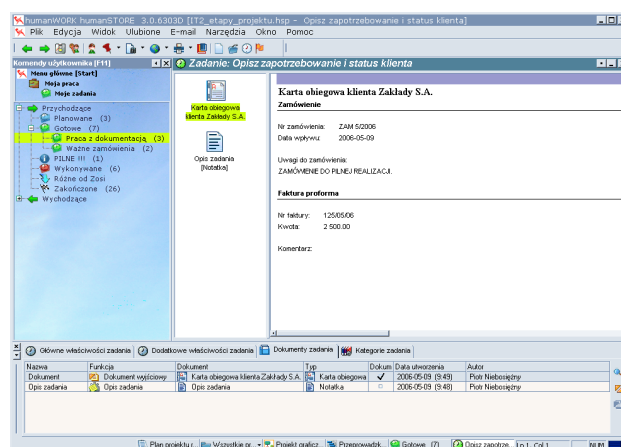 humanWORK humanSTORE 3.0.6303D [IT2_etapy_projektu.hsp - Opisz zapotrzebowanie i status klienta]
Plik Edycja Widok Ulubione E-mail Narzędzia Okno Pomoc
Komendy użytkownika [F11]
Menu główne [Start]
Moja praca
Moje zadania
Przychodzące
Planowane (3)
Gotowe (7)
Praca z dokumentacją (3)
Ważne zamówienia (2)
PILNE !!! (1)
Wykonywane (6)
Różne od Zosi
Zakończone (26)
Wychodzące
Zadanie: Opisz zapotrzebowanie i status klienta
Karta obiegowa
klienta Zakłady S.A.
Opis zadania
[Notatka]
Karta obiegowa klienta Zakłady S.A.
Zamówienie
Nr zamówienia: ZAM 5/2006
Data wpływu: 2006-05-09
Uwagi do zamówienia:
ZAMÓWIENIE DO PILNEJ REALIZACJI.
Faktura proforma
Nr faktury: 125/05/06
Kwota: 2 500.00
Komentarz:
Główne właściwości zadania Dodatkowe właściwości zadania Dokumenty zadania Kategorie zadania
Nazwa Funkcja Dokument Typ Dokum Data utworzenia Autor
Dokument Dokument wyjściowy Karta obiegowa klienta Zakłady S.A. Karta obiegowa 2006-05-09 (9:49) Piotr Niebosiężny
Opis zadania Opis zadania Opis zadania Notatka 2006-05-09 (9:48) Piotr Niebosiężny
Plan projektu r... Wszystkie pr... Projekt graficz... Przeprowadzk... Gotowe (7) Opisz zapotrze... Ln 1, Col 1 NUM